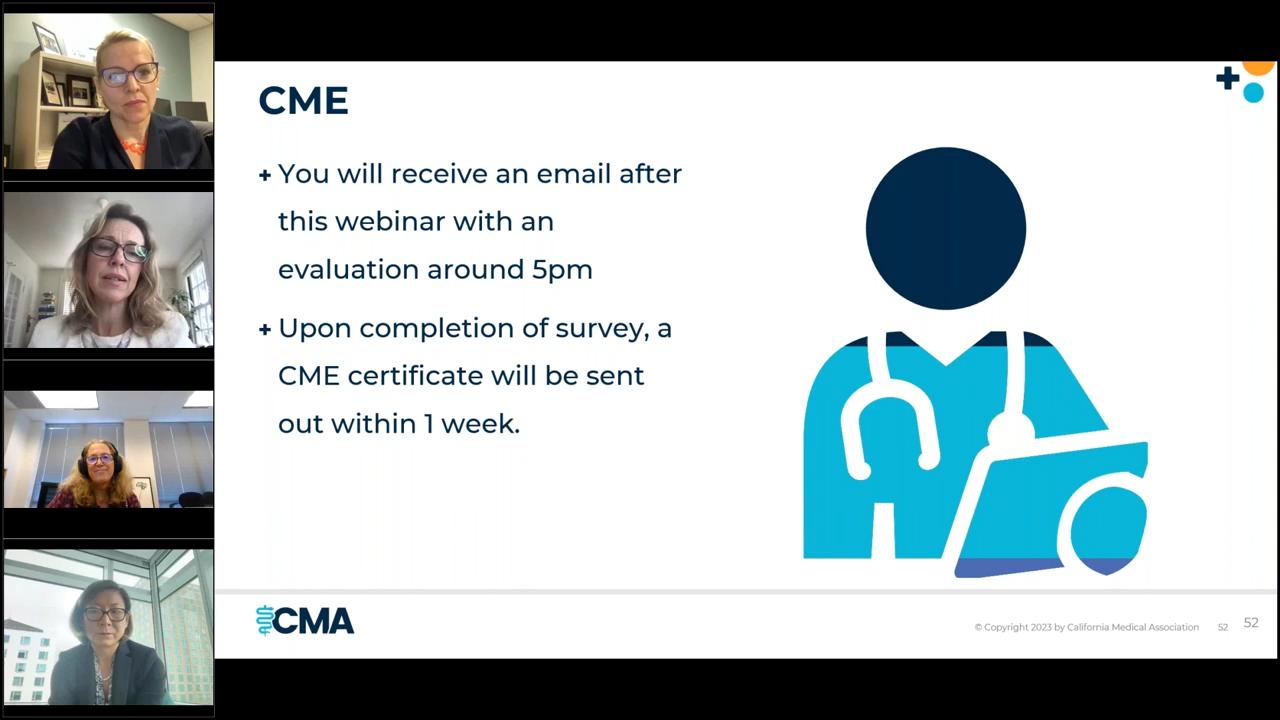 CME
+ You will receive an email after
this webinar with an
evaluation around 5pm
+ Upon completion of survey, a
CME certificate will be sent
out within 1 week.
CMA
© Copyright 2023 by California Medical Association 52 52